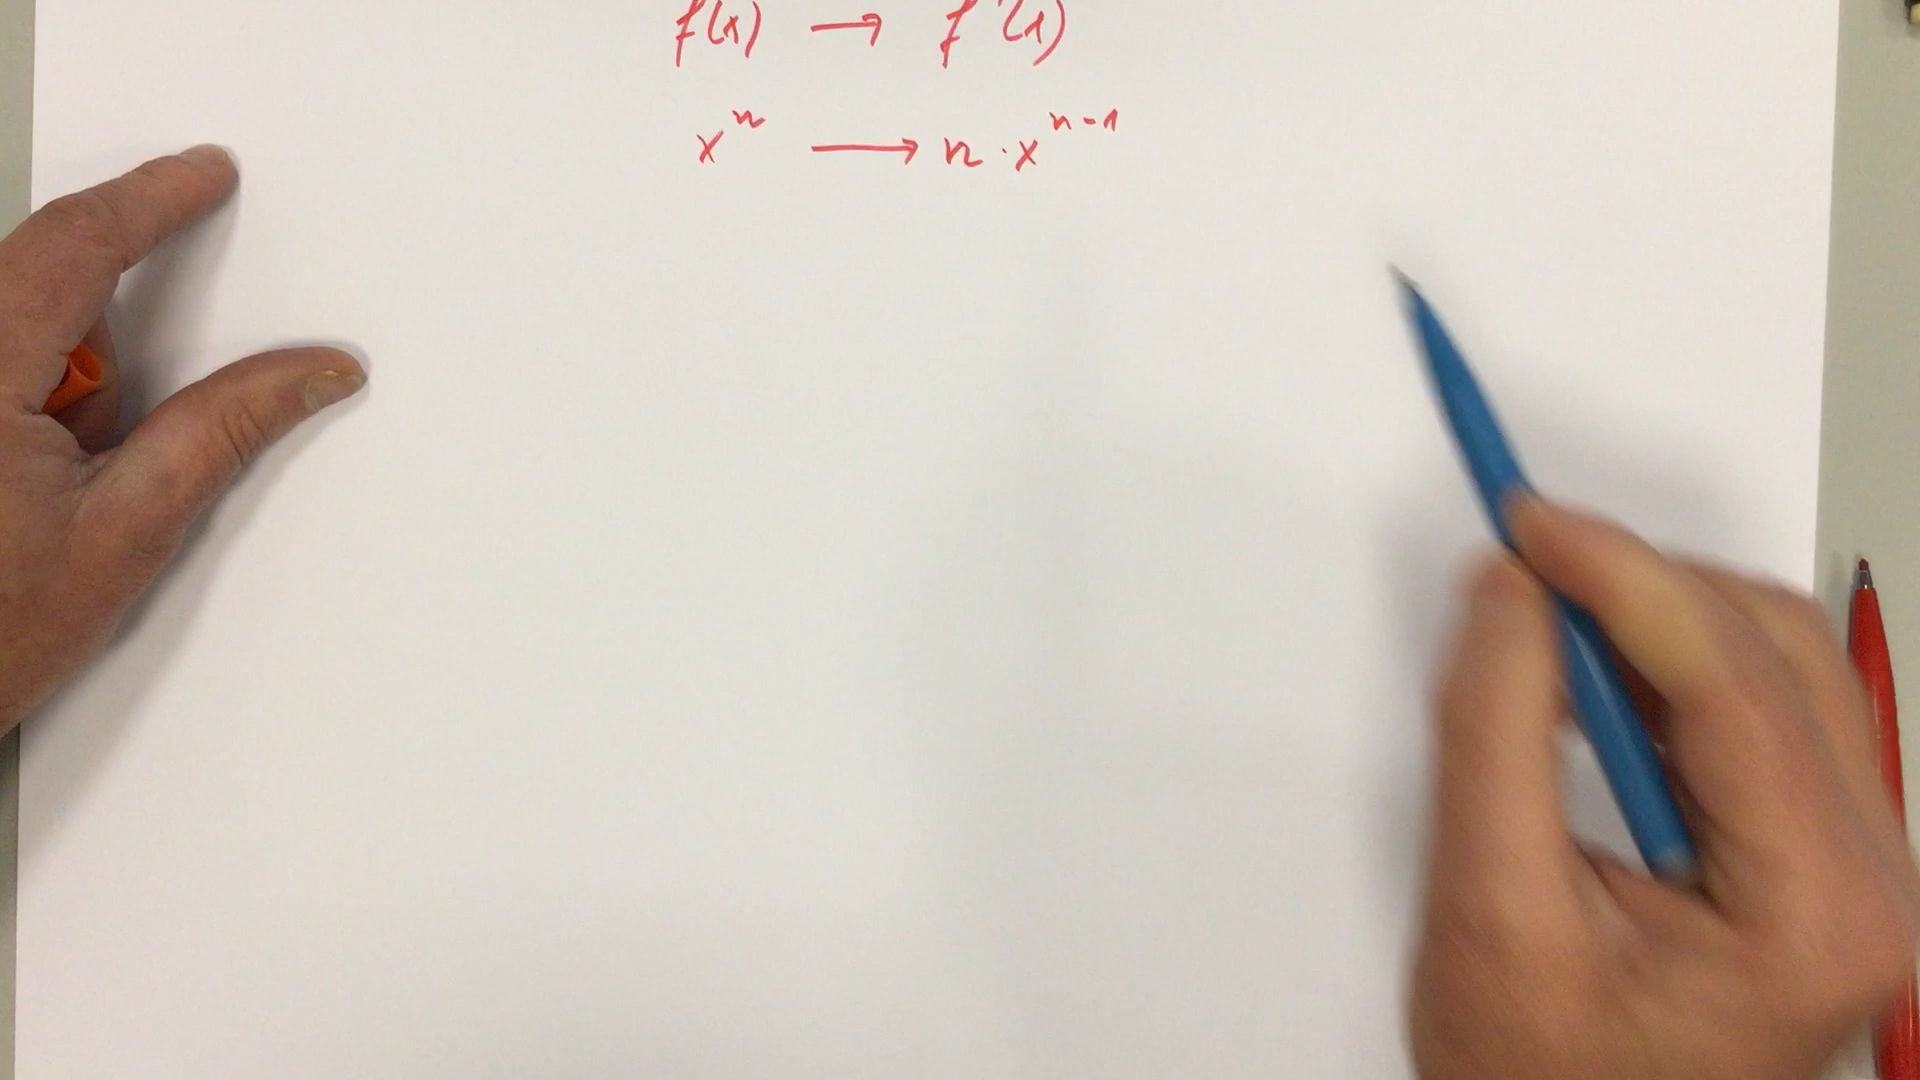 f(x) → f'(x)
xⁿ → n · xⁿ⁻¹